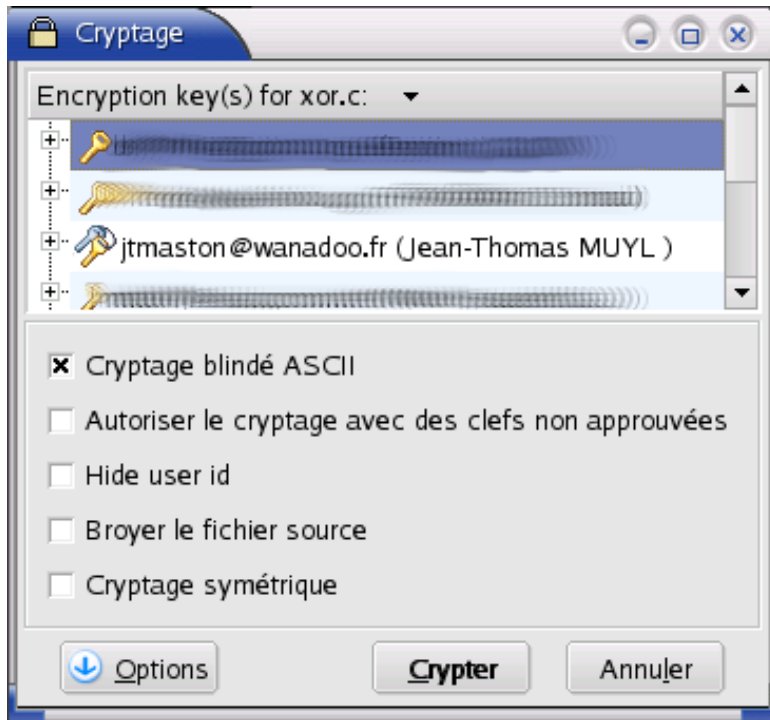 Cryptage
Encryption key(s) for xor.c:
jtmaston@wanadoo.fr (Jean-Thomas MUYL )
Cryptage blindé ASCII
Autoriser le cryptage avec des clefs non approuvées
Hide user id
Broyer le fichier source
Cryptage symétrique
Options Crypter Annuler